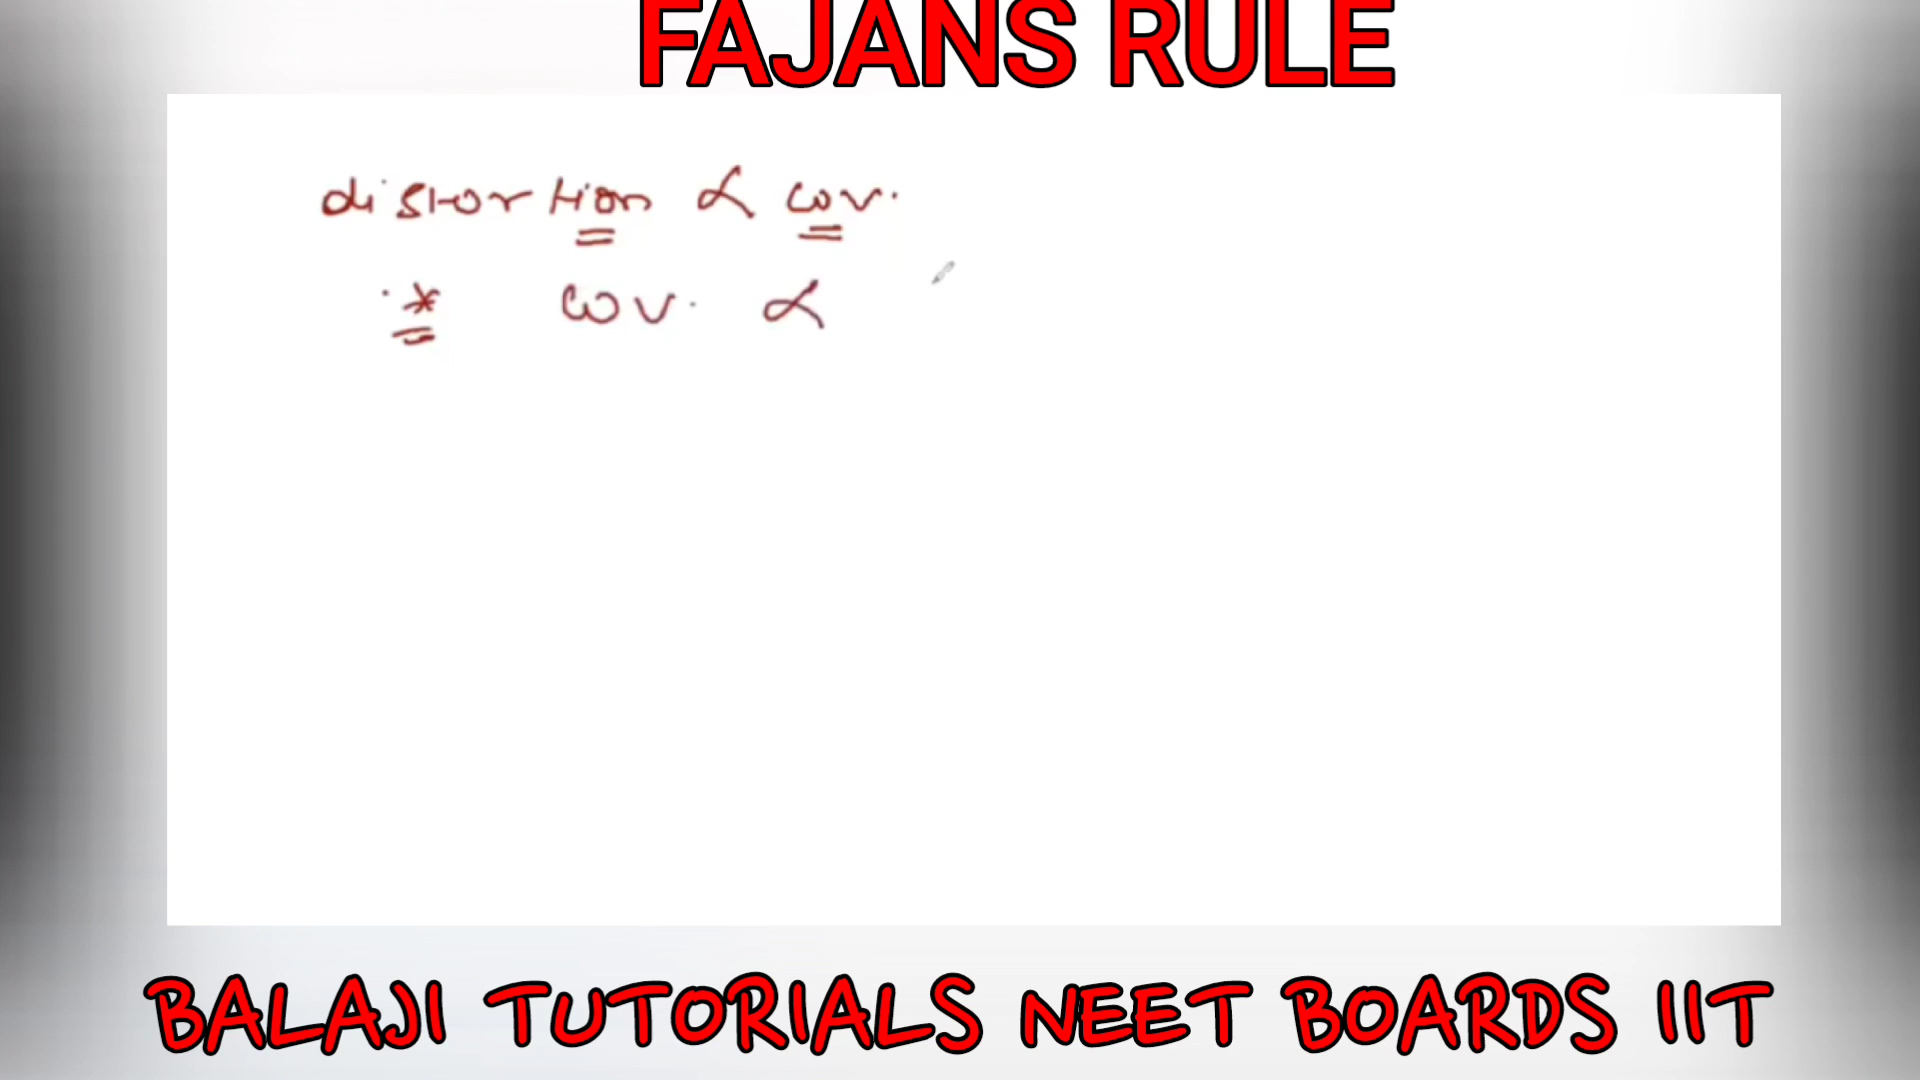 FAJANS RULE
distortion ∝ cov.
* cov. ∝
BALAJI TUTORIALS NEET BOARDS IIT